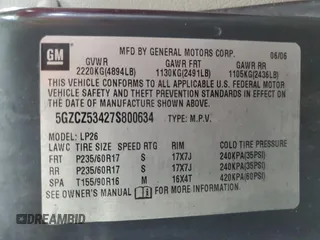 GM
MFD BY GENERAL MOTORS CORP. 06/06
GVWR GAWR FRT GAWR RR
2220KG(4894LB) 1130KG(2491LB) 1105KG(2436LB)
THIS VEHICLE CONFORMS TO ALL APPLICABLE U.S. FEDERAL
MOTOR VEHICLE SAFETY AND THEFT PREVENTION STANDARDS
IN EFFECT ON THE DATE OF MANUFACTURE SHOWN ABOVE.
5GZCZ53427S800634 TYPE: M.P.V.
MODEL: LP26
LAWC TIRE SIZE SPEED RTG RIM COLD TIRE PRESSURE
FRT P235/60R17 S 17X7J 240KPA(35PSI)
RR P235/60R17 S 17X7J 240KPA(35PSI)
SPA T155/90R16 M 16X4T 420KPA(60PSI)
SEE OWNER'S MANUAL FOR ADDITIONAL INFORMATION.
AUTOASTAT